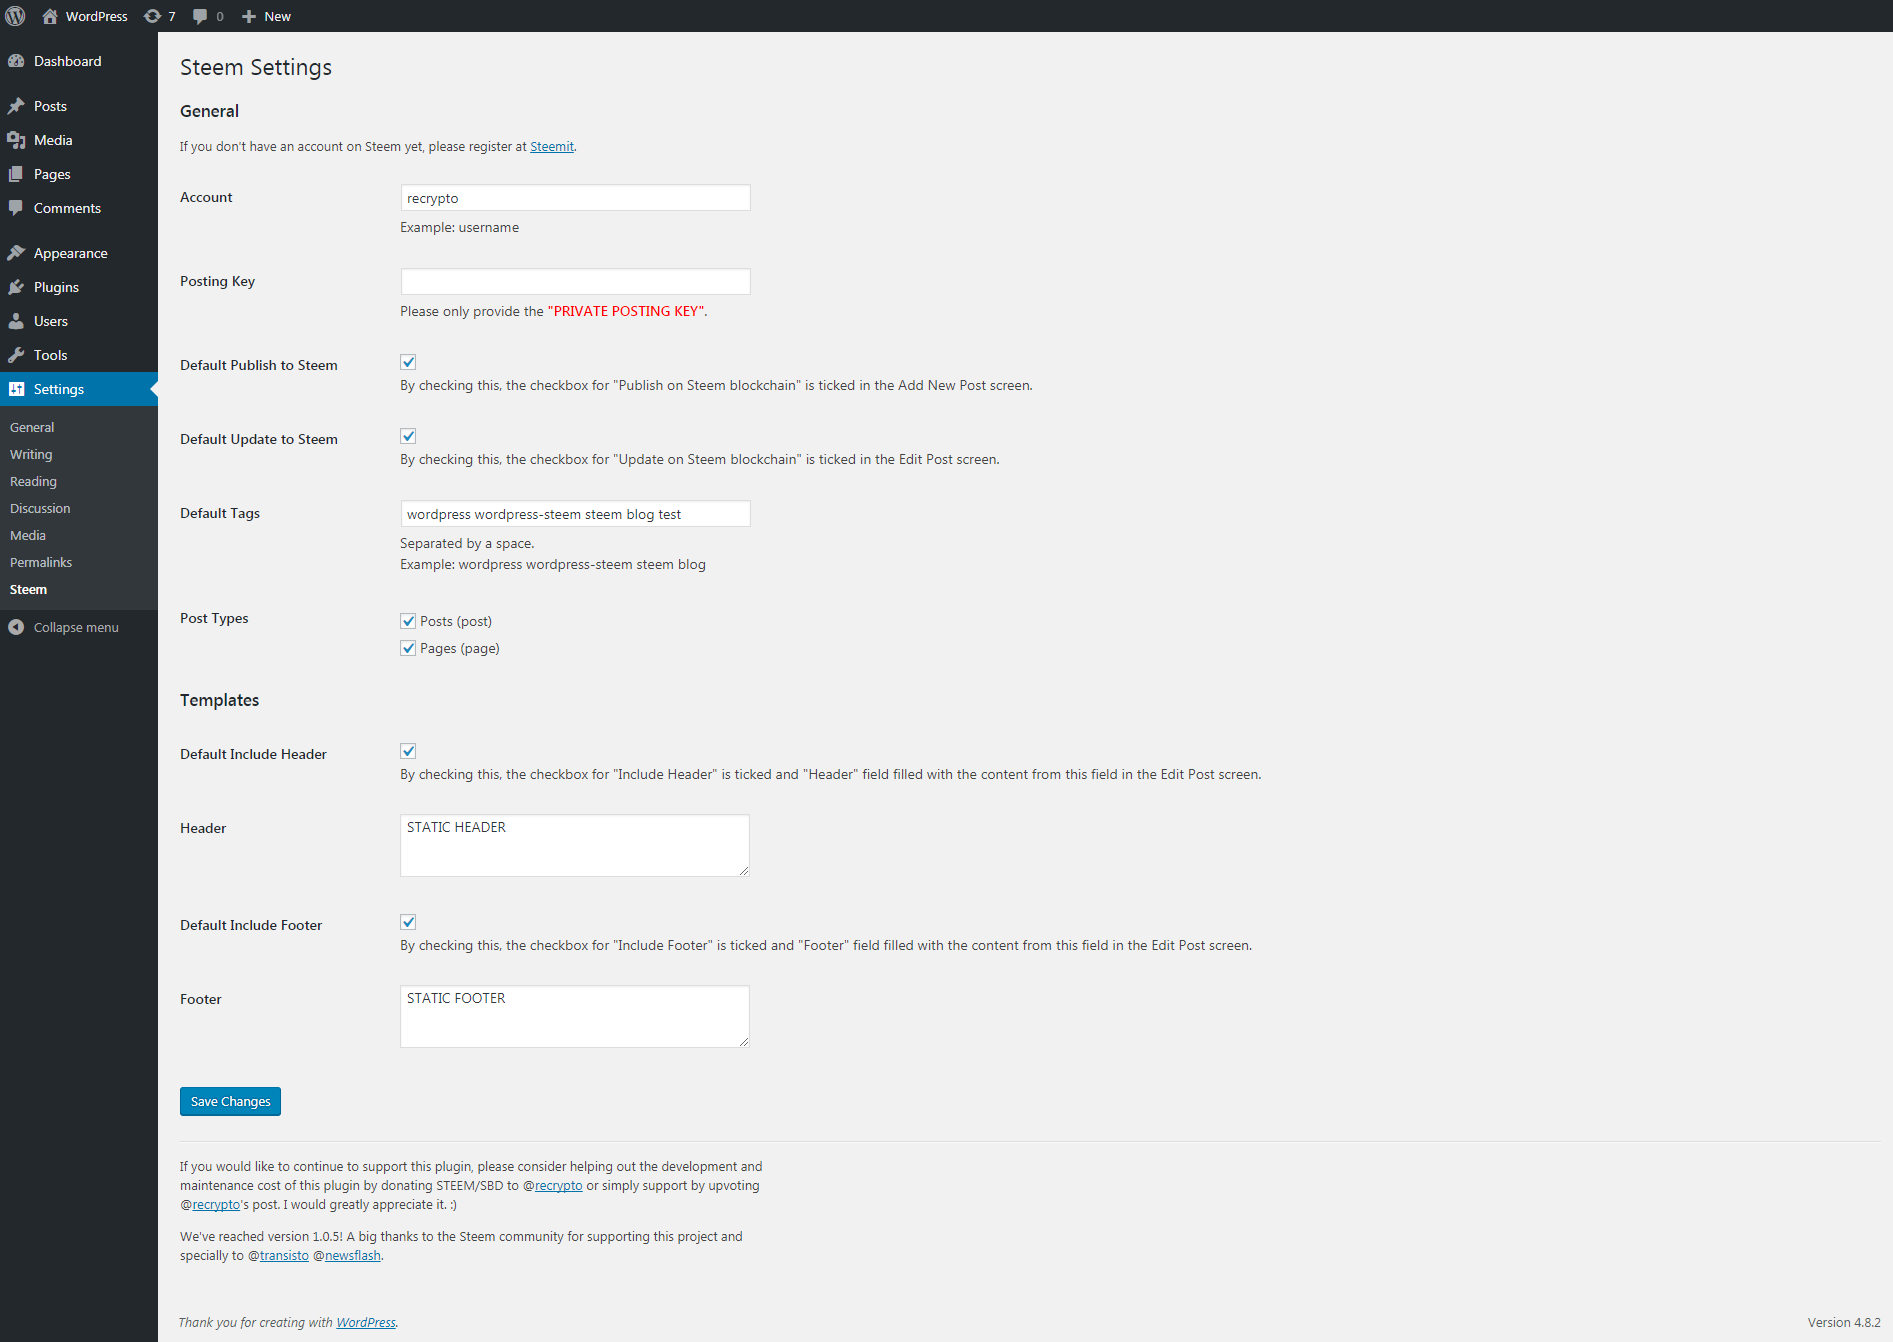 WordPress 7 0 New
Dashboard
Posts
Media
Pages
Comments
Appearance
Plugins
Users
Tools
Settings
General
Writing
Reading
Discussion
Media
Permalinks
Steem
Collapse menu
Steem Settings
General
If you don't have an account on Steem yet, please register at Steemit.
Account
recrypto
Example: username
Posting Key
Please only provide the "PRIVATE POSTING KEY".
Default Publish to Steem
By checking this, the checkbox for "Publish on Steem blockchain" is ticked in the Add New Post screen.
Default Update to Steem
By checking this, the checkbox for "Update on Steem blockchain" is ticked in the Edit Post screen.
Default Tags
wordpress wordpress-steem steem blog test
Separated by a space.
Example: wordpress wordpress-steem steem blog
Post Types
Posts (post)
Pages (page)
Templates
Default Include Header
By checking this, the checkbox for "Include Header" is ticked and "Header" field filled with the content from this field in the Edit Post screen.
Header
STATIC HEADER
Default Include Footer
By checking this, the checkbox for "Include Footer" is ticked and "Footer" field filled with the content from this field in the Edit Post screen.
Footer
STATIC FOOTER
Save Changes
If you would like to continue to support this plugin, please consider helping out the development and
maintenance cost of this plugin by donating STEEM/SBD to @recrypto or simply support by upvoting
@recrypto's post. I would greatly appreciate it. :)
We've reached version 1.0.5! A big thanks to the Steem community for supporting this project and
specially to @transisto @newsflash.
Thank you for creating with WordPress.
Version 4.8.2